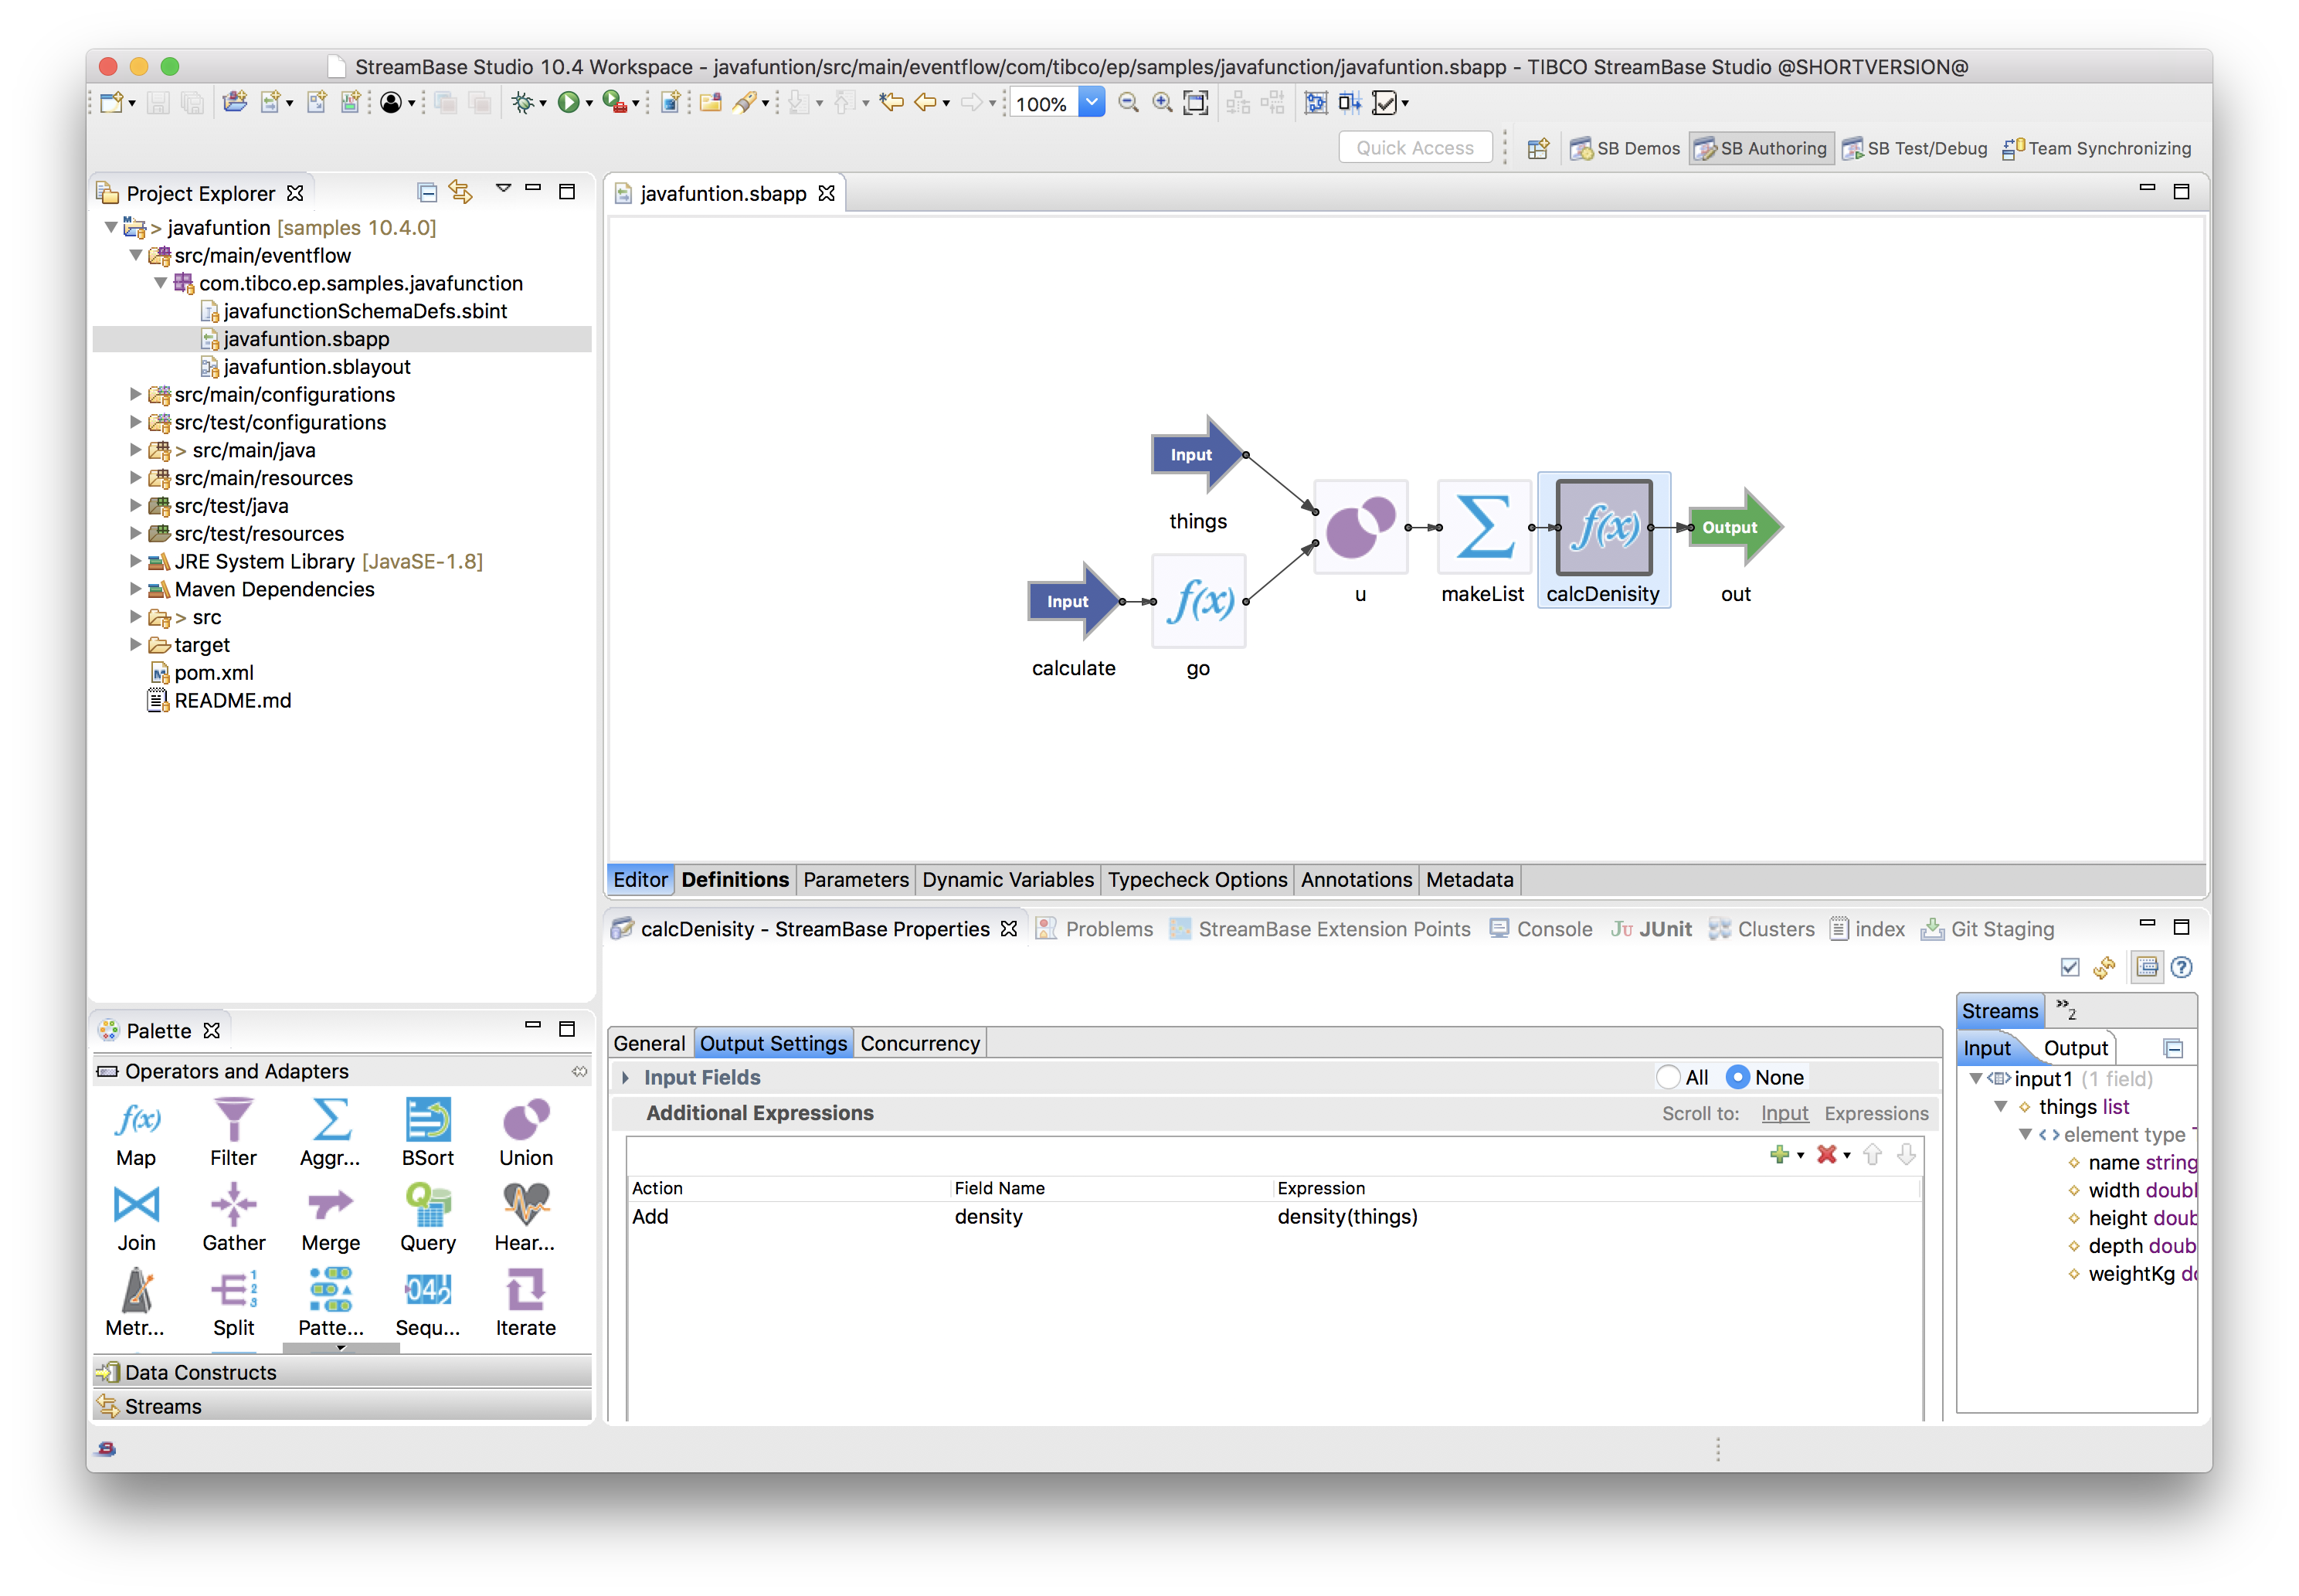 StreamBase Studio 10.4 Workspace - javafuntion/src/main/eventflow/com/tibco/ep/samples/javafunction/javafuntion.sbapp - TIBCO StreamBase Studio @SHORTVERSION@
100%
Quick Access
SB Demos
SB Authoring
SB Test/Debug
Team Synchronizing
Project Explorer
> javafuntion [samples 10.4.0]
src/main/eventflow
com.tibco.ep.samples.javafunction
javafunctionSchemaDefs.sbint
javafuntion.sbapp
javafuntion.sblayout
src/main/configurations
src/test/configurations
> src/main/java
src/main/resources
src/test/java
src/test/resources
JRE System Library [JavaSE-1.8]
Maven Dependencies
> src
target
pom.xml
README.md
javafuntion.sbapp
Input
things
Input
calculate
f(x)
go
u
Σ
makeList
f(x)
calcDenisity
Output
out
Editor
Definitions
Parameters
Dynamic Variables
Typecheck Options
Annotations
Metadata
Palette
Operators and Adapters
f(x)
Map
Filter
Aggr...
BSort
Union
Join
Gather
Merge
Query
Hear...
Metr...
Split
Patte...
Sequ...
Iterate
Data Constructs
Streams
calcDenisity - StreamBase Properties
Problems
StreamBase Extension Points
Console
JUnit
Clusters
index
Git Staging
General
Output Settings
Concurrency
Input Fields
All
None
Additional Expressions
Scroll to:
Input
Expressions
Action
Field Name
Expression
Add
density
density(things)
Streams
»2
Input
Output
input1 (1 field)
things list
element type
name string
width doubl
height doub
depth doub
weightKg do